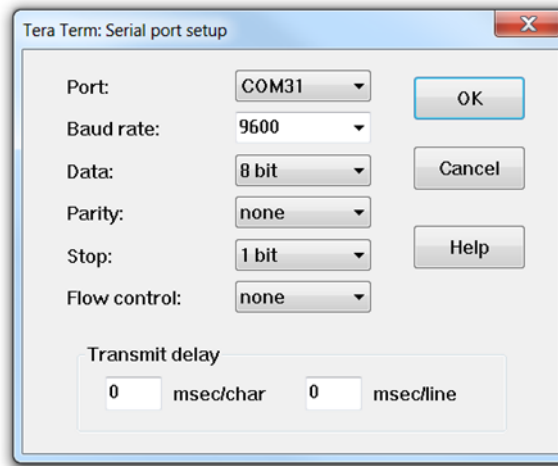 Tera Term: Serial port setup
Port: COM31 OK
Baud rate: 9600
Data: 8 bit Cancel
Parity: none
Stop: 1 bit Help
Flow control: none
Transmit delay
0 msec/char 0 msec/line